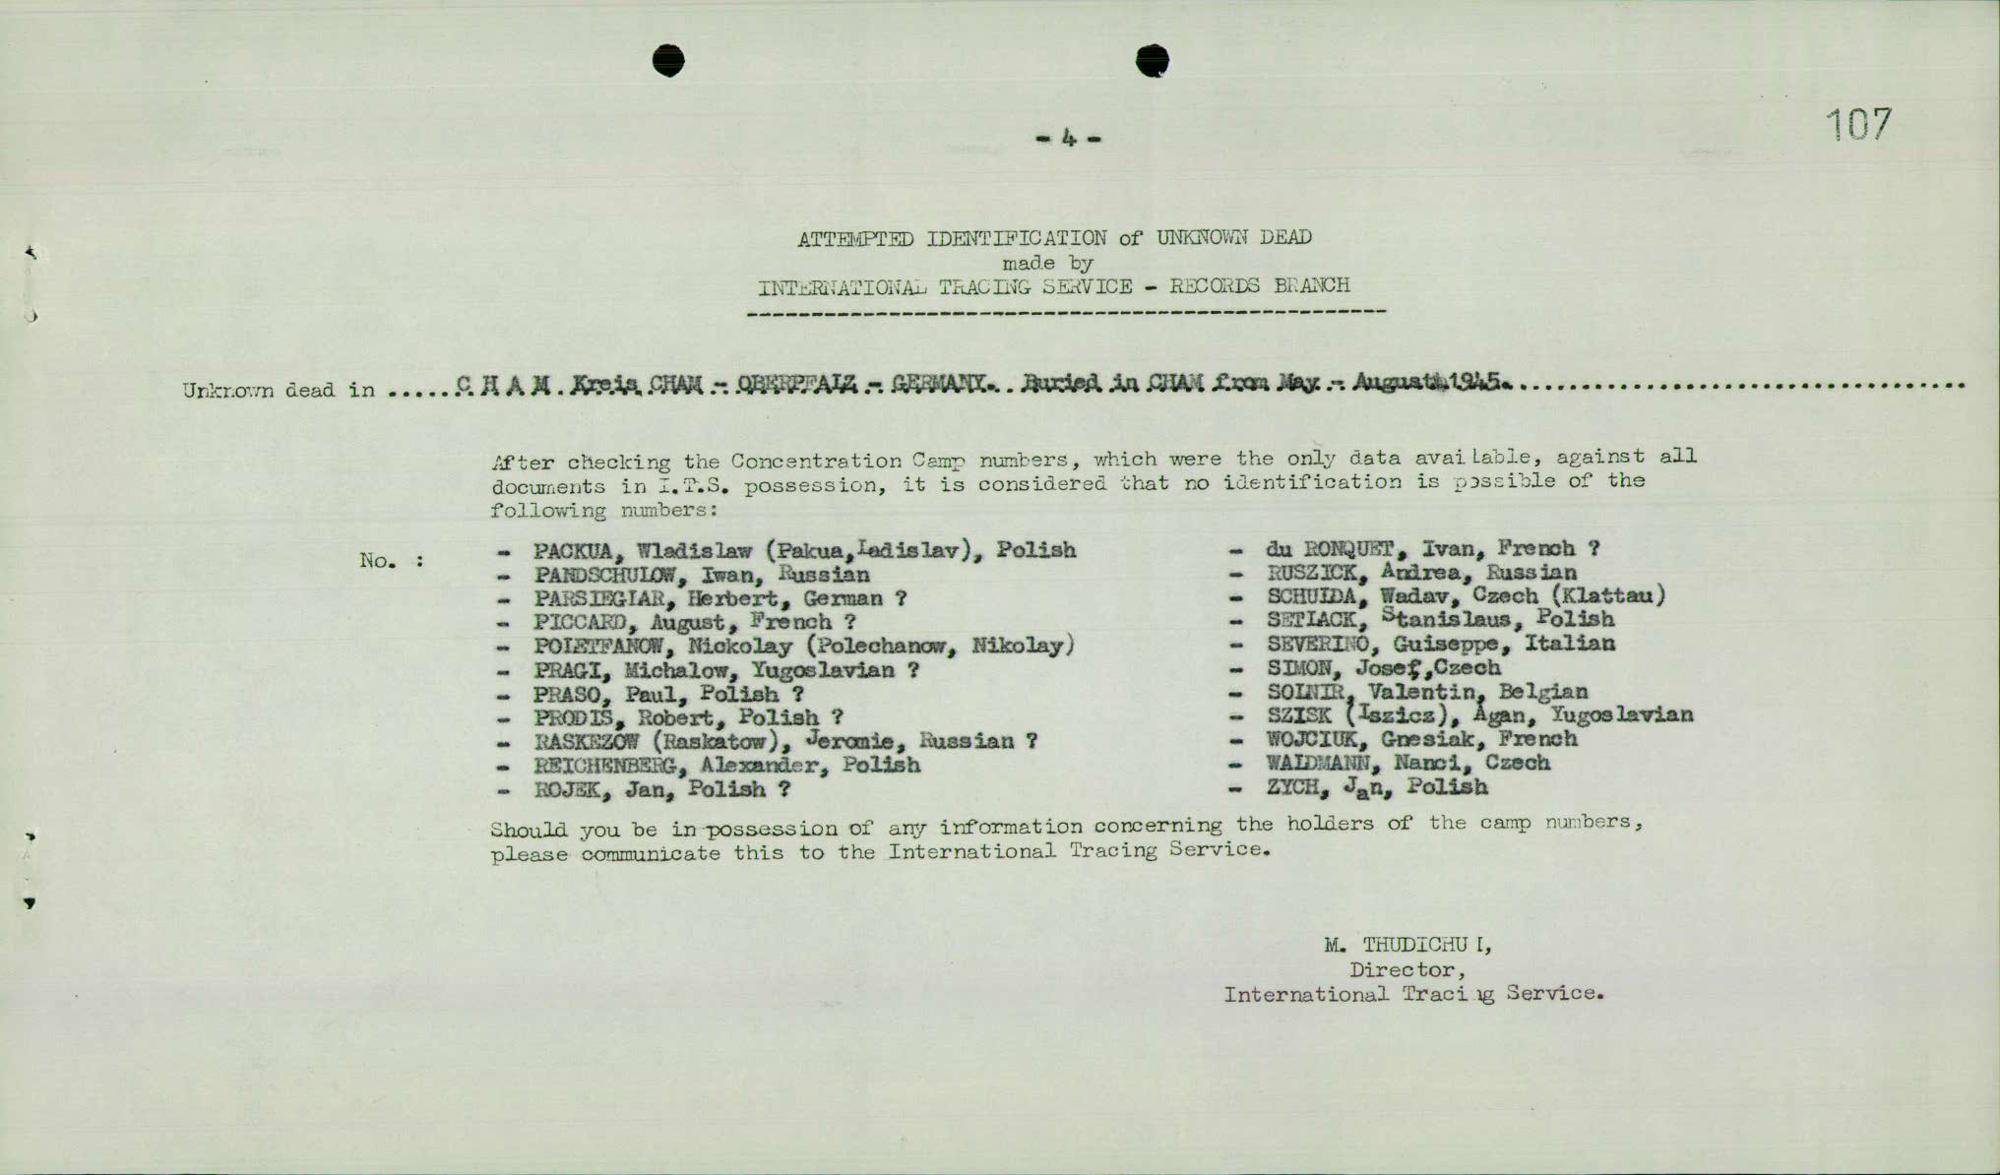 - 4 -
107
ATTEMPTED IDENTIFICATION of UNKNOWN DEAD
made by
INTERNATIONAL TRACING SERVICE - RECORDS BRANCH
Unknown dead in ..... C H A M. Kreis CHAM - OBERPFALZ - GERMANY. Buried in CHAM from May - August 1945.
After checking the Concentration Camp numbers, which were the only data available, against all
documents in I.T.S. possession, it is considered that no identification is possible of the
following numbers:
No. :
- PACKUA, Wladislaw (Pakua, Ladislav), Polish
- PANDSCHULOW, Iwan, Russian
- PARSIEGIAR, Herbert, German ?
- PICCARD, August, French ?
- POLETFANOW, Nickolay (Polechanow, Nikolay)
- PRAGI, Michalow, Yugoslavian ?
- PRASO, Paul, Polish ?
- PRODIS, Robert, Polish ?
- RASKEZOW (Raskatow), Jeromie, Russian ?
- REICHENBERG, Alexander, Polish
- ROJEK, Jan, Polish ?
- du RONQUET, Ivan, French ?
- RUSZICK, Andrea, Russian
- SCHUIDA, Wadav, Czech (Klattau)
- SETLACK, Stanislaus, Polish
- SEVERINO, Guiseppe, Italian
- SIMON, Josef, Czech
- SOLNIR, Valentin, Belgian
- SZISK (Iszicz), Agan, Yugoslavian
- WOJCIUK, Gnesiak, French
- WALDMANN, Nanci, Czech
- ZYCH, Jan, Polish
Should you be in possession of any information concerning the holders of the camp numbers,
please communicate this to the International Tracing Service.
M. THUDICHUM,
Director,
International Tracing Service.